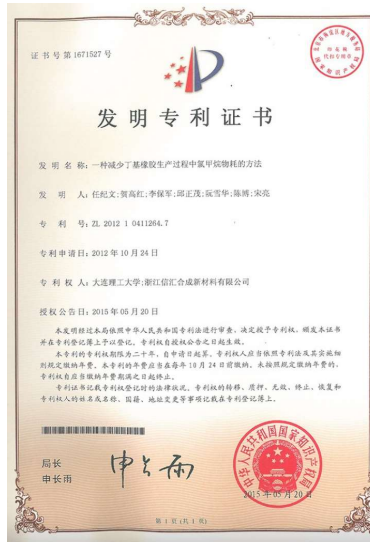 证书号第1671527号
发明专利证书
发明名称：一种减少丁基橡胶生产过程中氯甲烷物耗的方法
发明人：任纪文;贺高红;李保军;邱正茂;阮雪华;陈博;宋亮
专利号：ZL 2012 1 0411264.7
专利申请日：2012年10月24日
专利权人：大连理工大学;浙江信汇合成新材料有限公司
授权公告日：2015年05月20日
本发明经过本局依照中华人民共和国专利法进行审查，决定授予专利权，颁发本证书
并在专利登记簿上予以登记。专利权自授权公告之日起生效。
本专利的专利权期限为二十年，自申请日起算。专利权人应当依照专利法及其实施细
则规定缴纳年费。本专利的年费应当在每年10月24日前缴纳。未按照规定缴纳年费的，
专利权自应当缴纳年费期满之日起终止。
专利证书记载专利权登记时的法律状况。专利权的转移、质押、无效、终止、恢复和
专利权人的姓名或名称、国籍、地址变更等事项记载在专利登记簿上。
局长
申长雨
申长雨
中华人民共和国国家知识产权局
2015年05月20日
第1页(共1页)